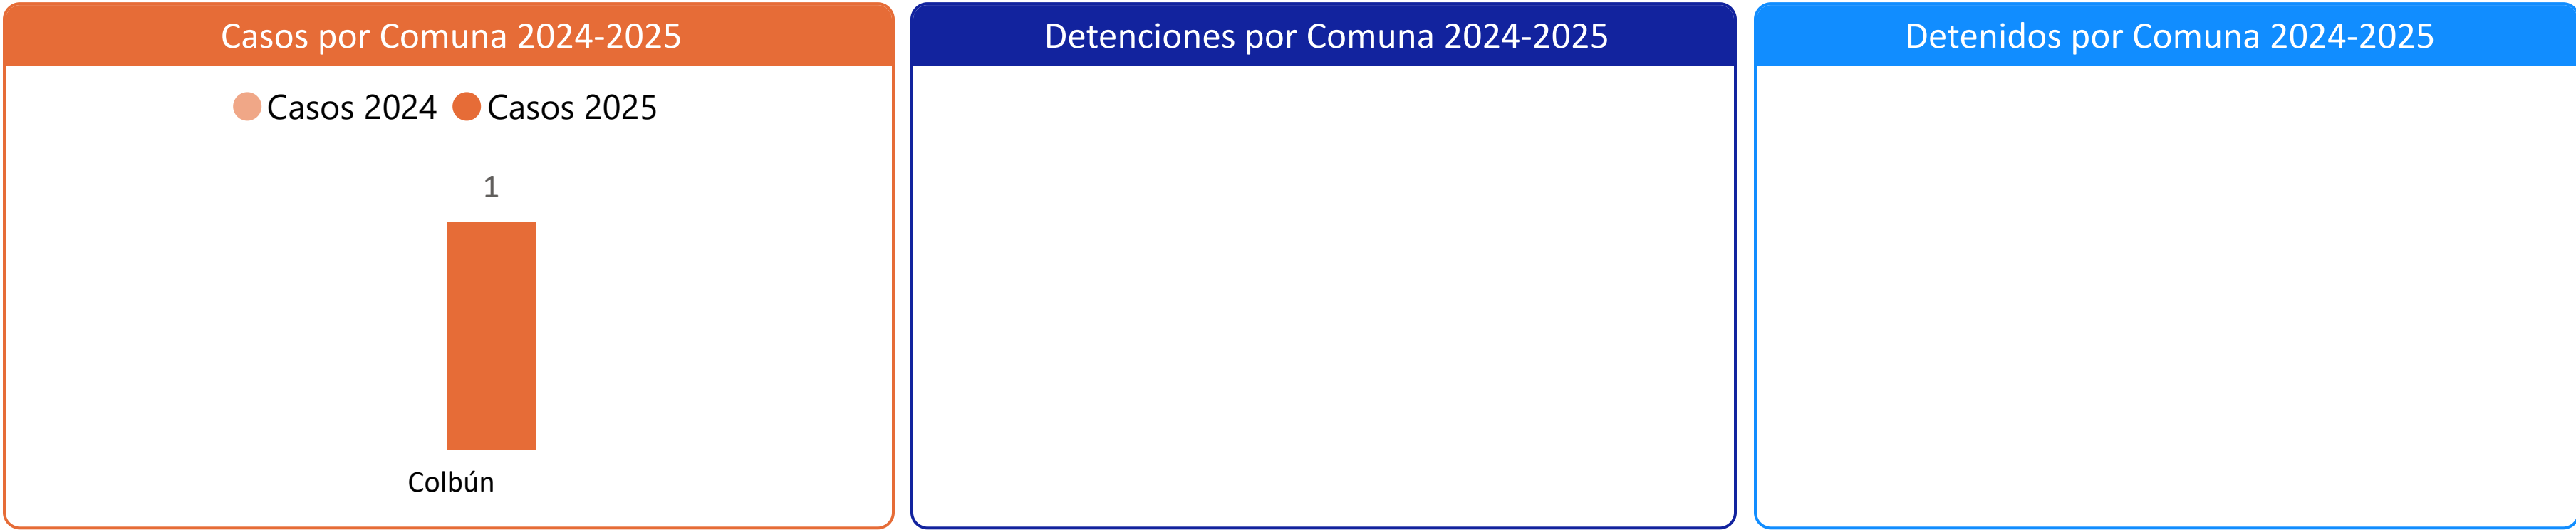 Casos por Comuna 2024-2025
Casos 2024 Casos 2025
1
Colbún
Detenciones por Comuna 2024-2025
Detenidos por Comuna 2024-2025